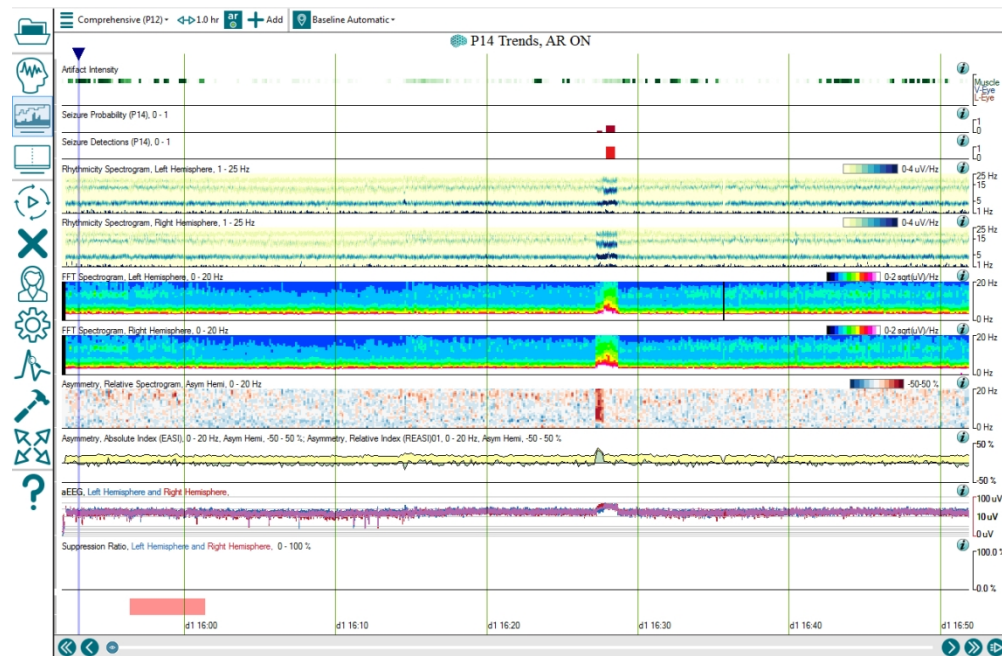 Comprehensive (P12) 1.0 hr ar Add Baseline Automatic
P14 Trends, AR ON
Artifact Intensity
Muscle
V-Eye
L-Eye
Seizure Probability (P14), 0 - 1
1
0
Seizure Detections (P14), 0 - 1
1
0
Rhythmicity Spectrogram, Left Hemisphere, 1 - 25 Hz
0-4 uV/Hz
25 Hz
15
5
1 Hz
Rhythmicity Spectrogram, Right Hemisphere, 1 - 25 Hz
0-4 uV/Hz
25 Hz
15
5
1 Hz
FFT Spectrogram, Left Hemisphere, 0 - 20 Hz
0-2 sqrt(uV)/Hz
20 Hz
0 Hz
FFT Spectrogram, Right Hemisphere, 0 - 20 Hz
0-2 sqrt(uV)/Hz
20 Hz
0 Hz
Asymmetry, Relative Spectrogram, Asym Hemi, 0 - 20 Hz
-50-50 %
20Hz
0 Hz
Asymmetry, Absolute Index (EASI), 0 - 20 Hz, Asym Hemi, -50 - 50 %; Asymmetry, Relative Index (REASI)01, 0 - 20 Hz, Asym Hemi, -50 - 50 %
50 %
-50 %
aEEG, Left Hemisphere and Right Hemisphere,
100 uV
10 uV
0 uV
Suppression Ratio, Left Hemisphere and Right Hemisphere, 0 - 100 %
100.0 %
0.0 %
d1 16:00 d1 16:10 d1 16:20 d1 16:30 d1 16:40 d1 16:50